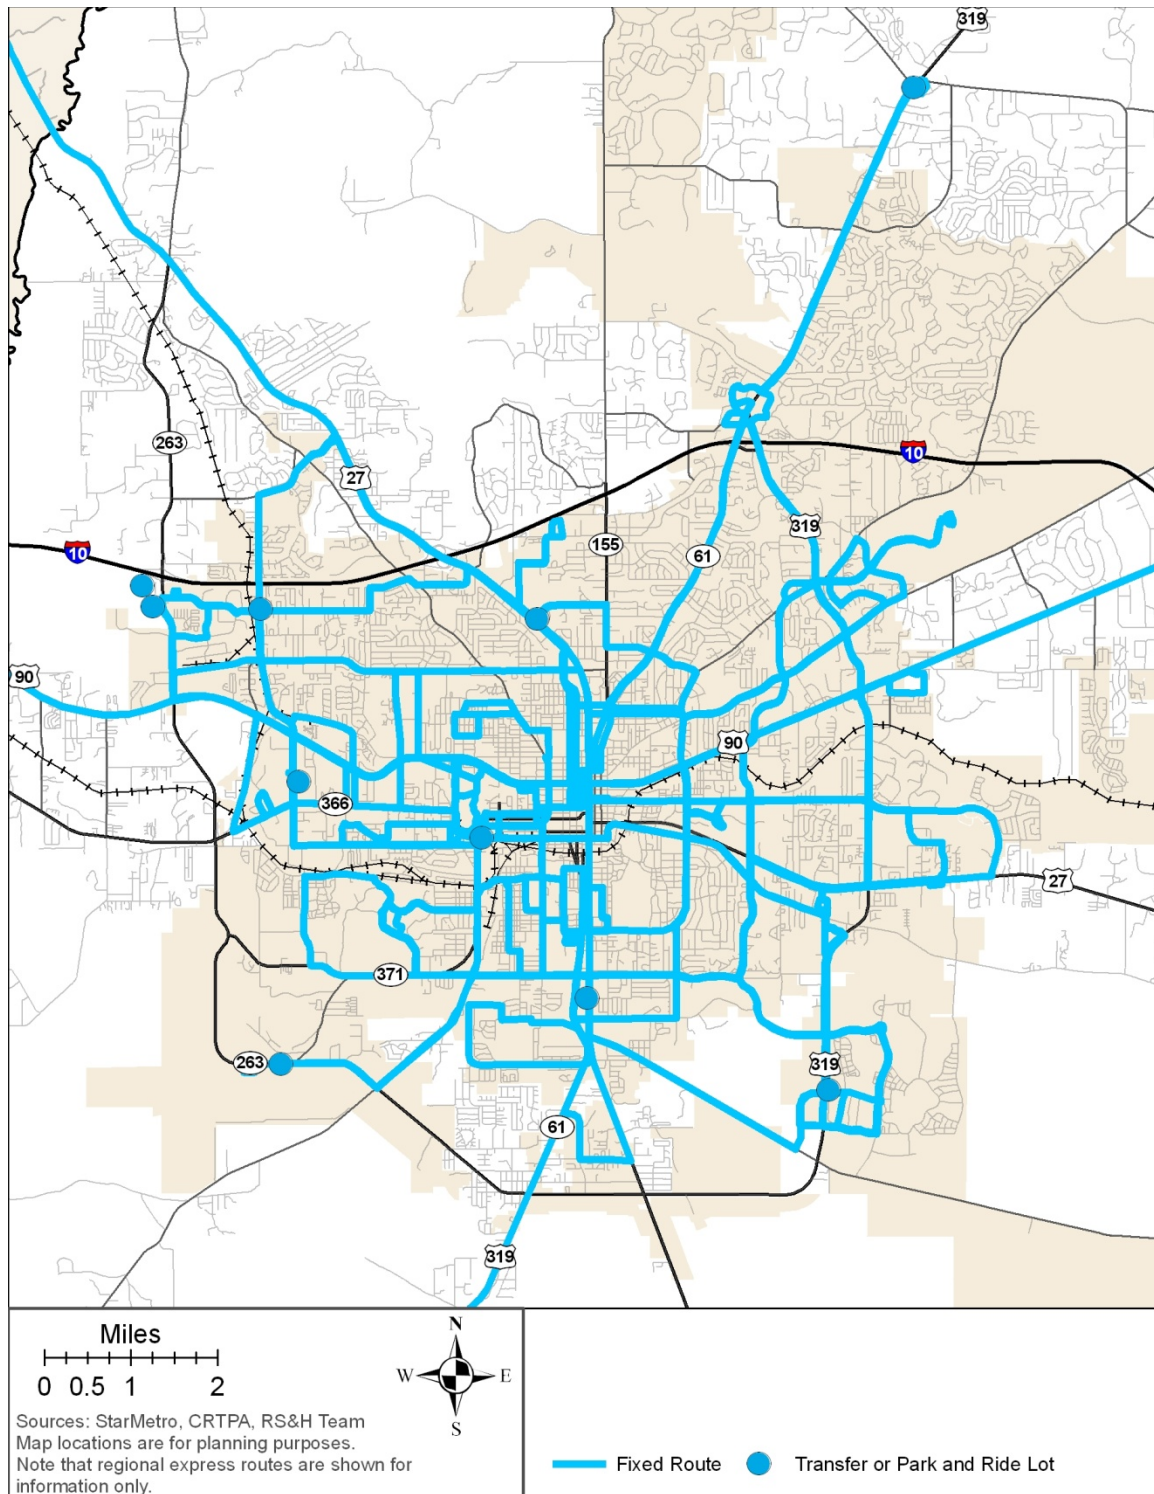 319
263
27
10
319
10
155
61
90
90
366
27
371
263
319
61
319
Miles
0 0.5 1 2
N
W E
S
Sources: StarMetro, CRTPA, RS&H Team
Map locations are for planning purposes.
Note that regional express routes are shown for
information only.
Fixed Route
Transfer or Park and Ride Lot